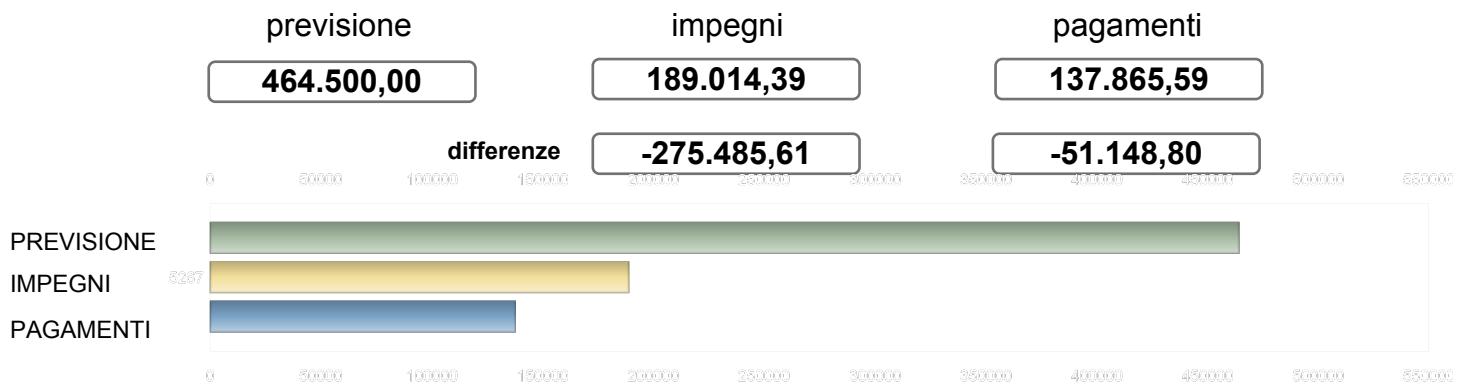 previsione impegni pagamenti
464.500,00 189.014,39 137.865,59
differenze -275.485,61 -51.148,80
0 50000 100000 150000 200000 250000 300000 350000 400000 450000 500000 550000
PREVISIONE
5267
IMPEGNI
PAGAMENTI
0 50000 100000 150000 200000 250000 300000 350000 400000 450000 500000 550000